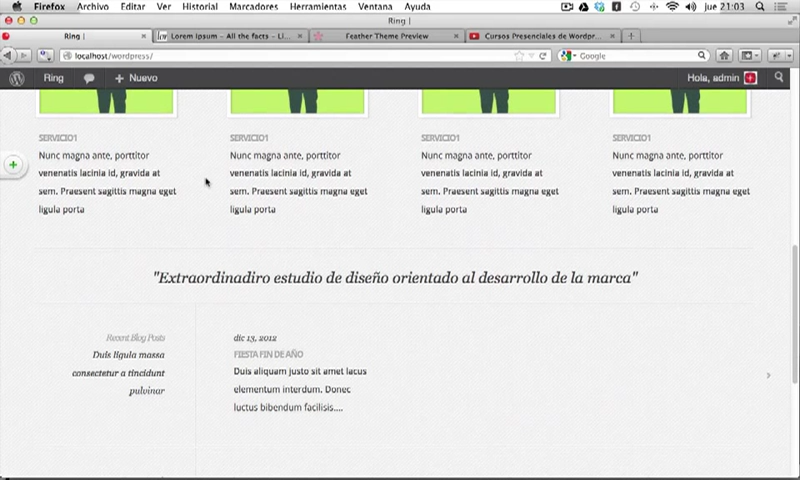 Firefox Archivo Editar Ver Historial Marcadores Herramientas Ventana Ayuda jue 21:03
Ring |
Ring | Lorem Ipsum - All the facts - Li... Feather Theme Preview Cursos Presenciales de Wordpr...
localhost/wordpress/ Google
Ring Nuevo Hola, admin
SERVICIO1 SERVICIO1 SERVICIO1 SERVICIO1
Nunc magna ante, porttitor Nunc magna ante, porttitor Nunc magna ante, porttitor Nunc magna ante, porttitor
venenatis lacinia id, gravida at venenatis lacinia id, gravida at venenatis lacinia id, gravida at venenatis lacinia id, gravida at
sem. Praesent sagittis magna eget sem. Praesent sagittis magna eget sem. Praesent sagittis magna eget sem. Praesent sagittis magna eget
ligula porta ligula porta ligula porta ligula porta
"Extraordinadiro estudio de diseño orientado al desarrollo de la marca"
Recent Blog Posts
Duis ligula massa
consectetur a tincidunt
pulvinar
dic 13, 2012
FIESTA FIN DE AÑO
Duis aliquam justo sit amet lacus
elementum interdum. Donec
luctus bibendum facilisis....